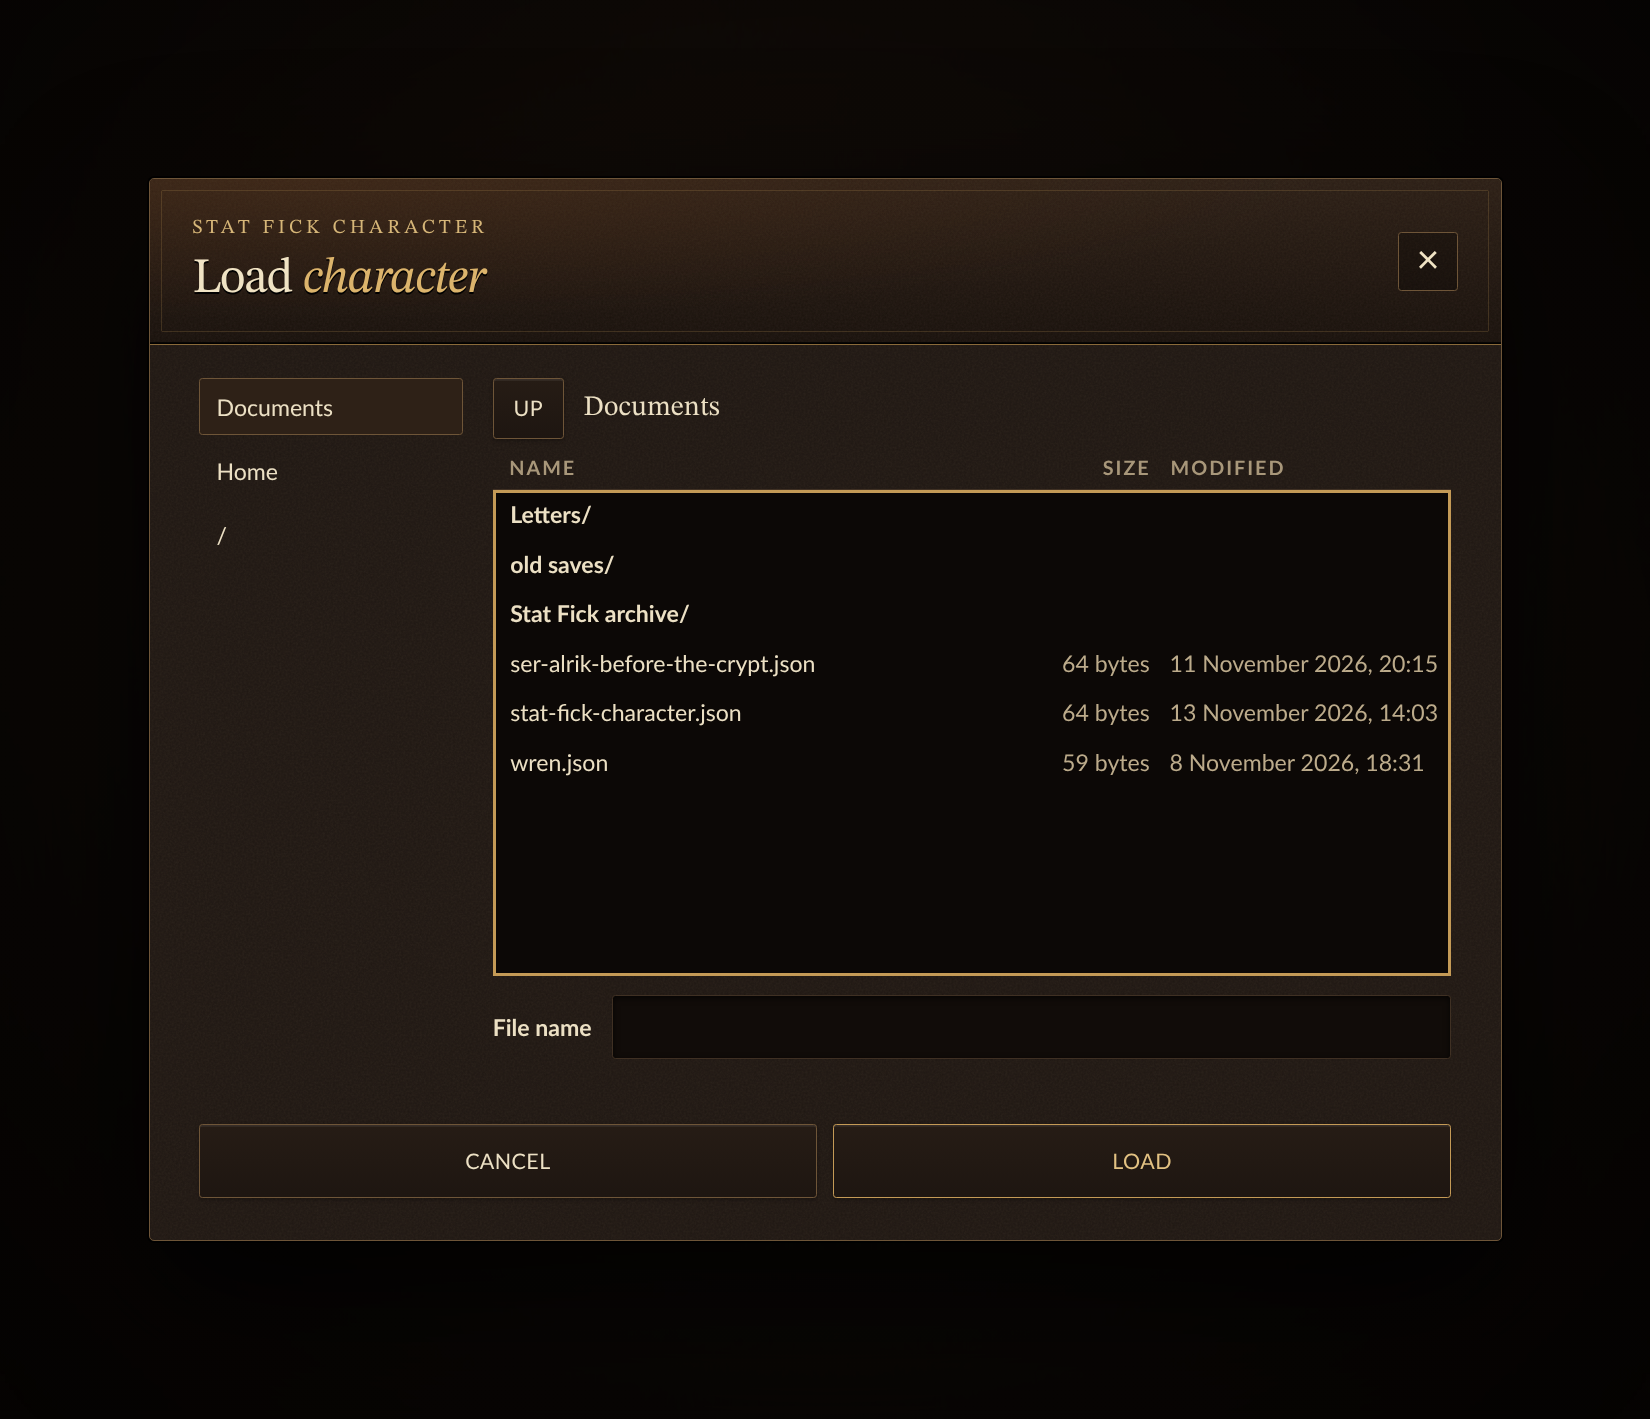 STAT FICK CHARACTER
Load character
×
Documents
Home
/
UP Documents
NAME SIZE MODIFIED
Letters/
old saves/
Stat Fick archive/
ser-alrik-before-the-crypt.json 64 bytes 11 November 2026, 20:15
stat-fick-character.json 64 bytes 13 November 2026, 14:03
wren.json 59 bytes 8 November 2026, 18:31
File name
CANCEL LOAD